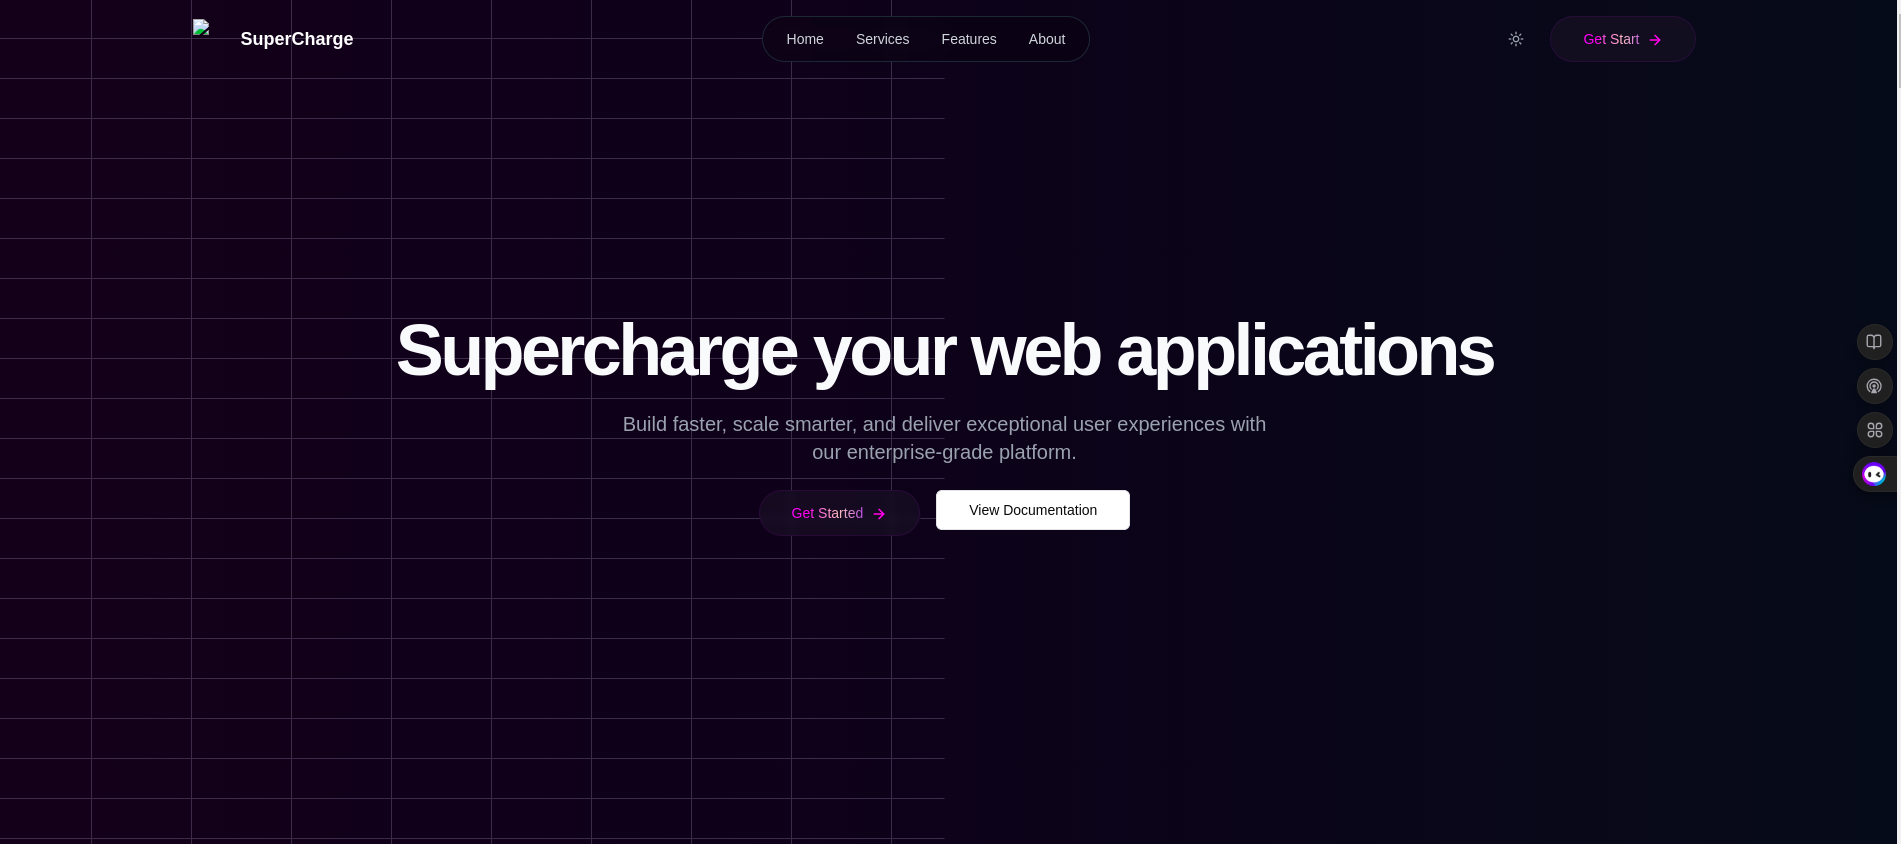 SuperCharge
Home Services Features About
Get Start
Supercharge your web applications
Build faster, scale smarter, and deliver exceptional user experiences with
our enterprise-grade platform.
Get Started
View Documentation